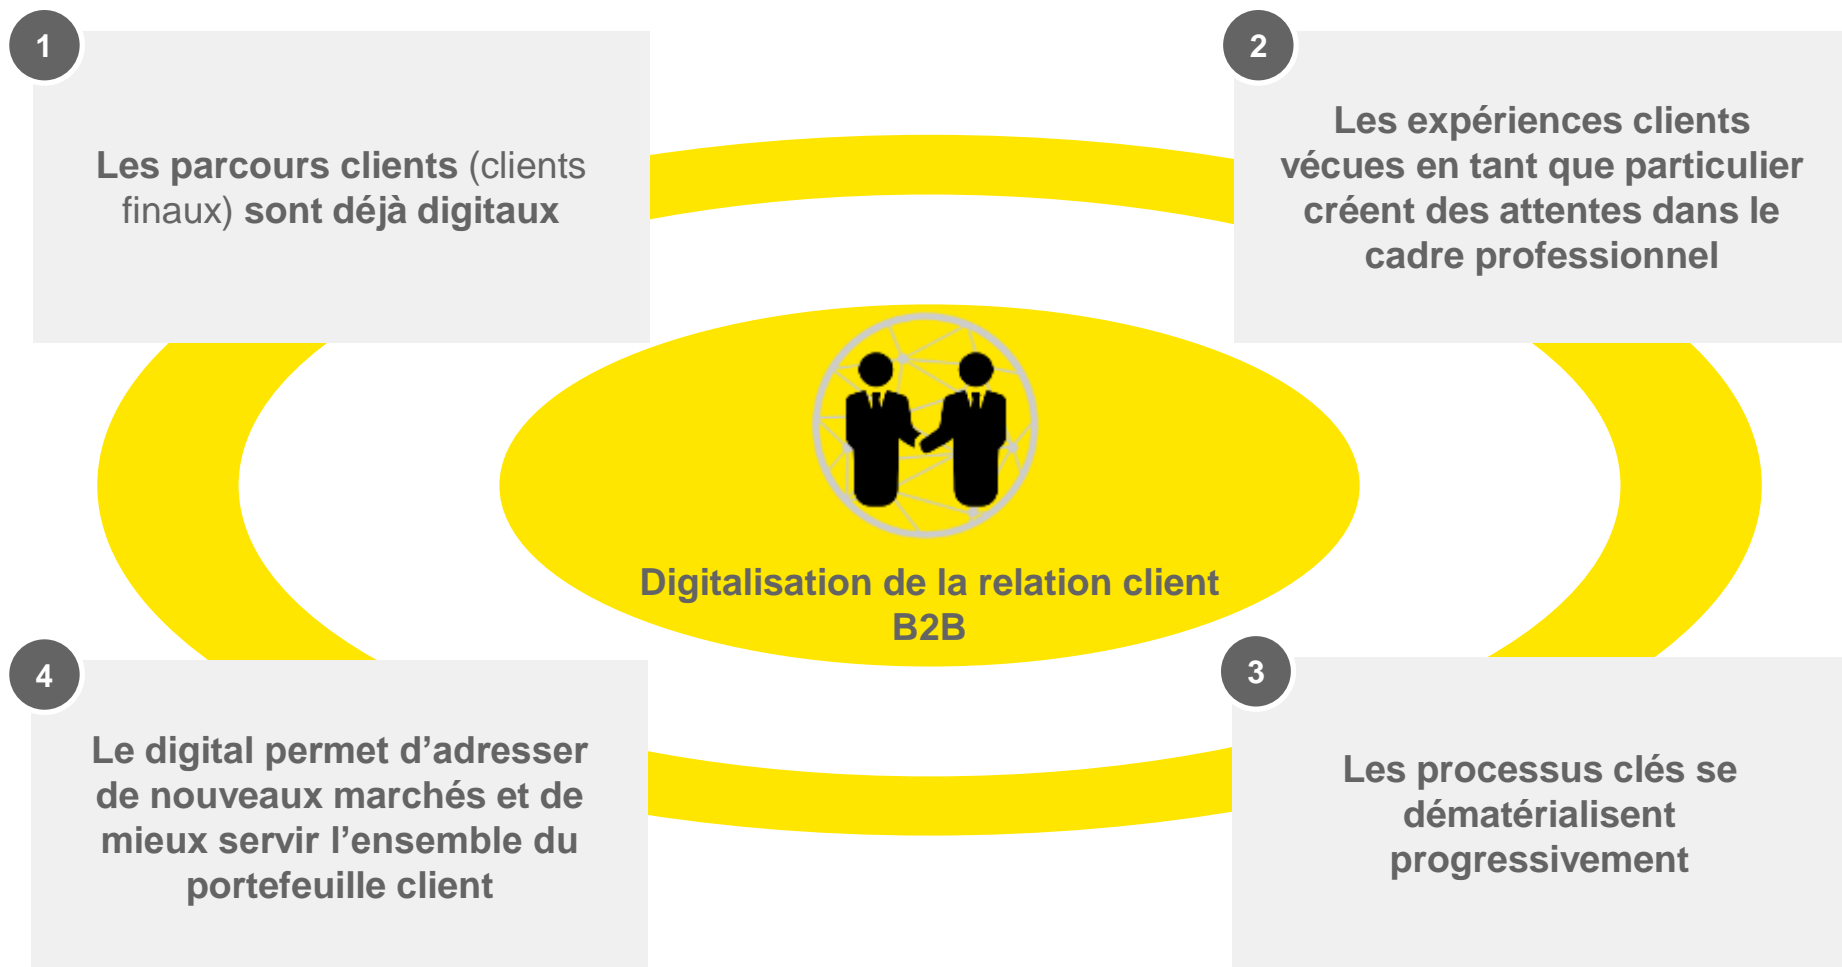 1
Les parcours clients (clients
finaux) sont déjà digitaux
2
Les expériences clients
vécues en tant que particulier
créent des attentes dans le
cadre professionnel
Digitalisation de la relation client
B2B
3
Les processus clés se
dématérialisent
progressivement
4
Le digital permet d’adresser
de nouveaux marchés et de
mieux servir l’ensemble du
portefeuille client